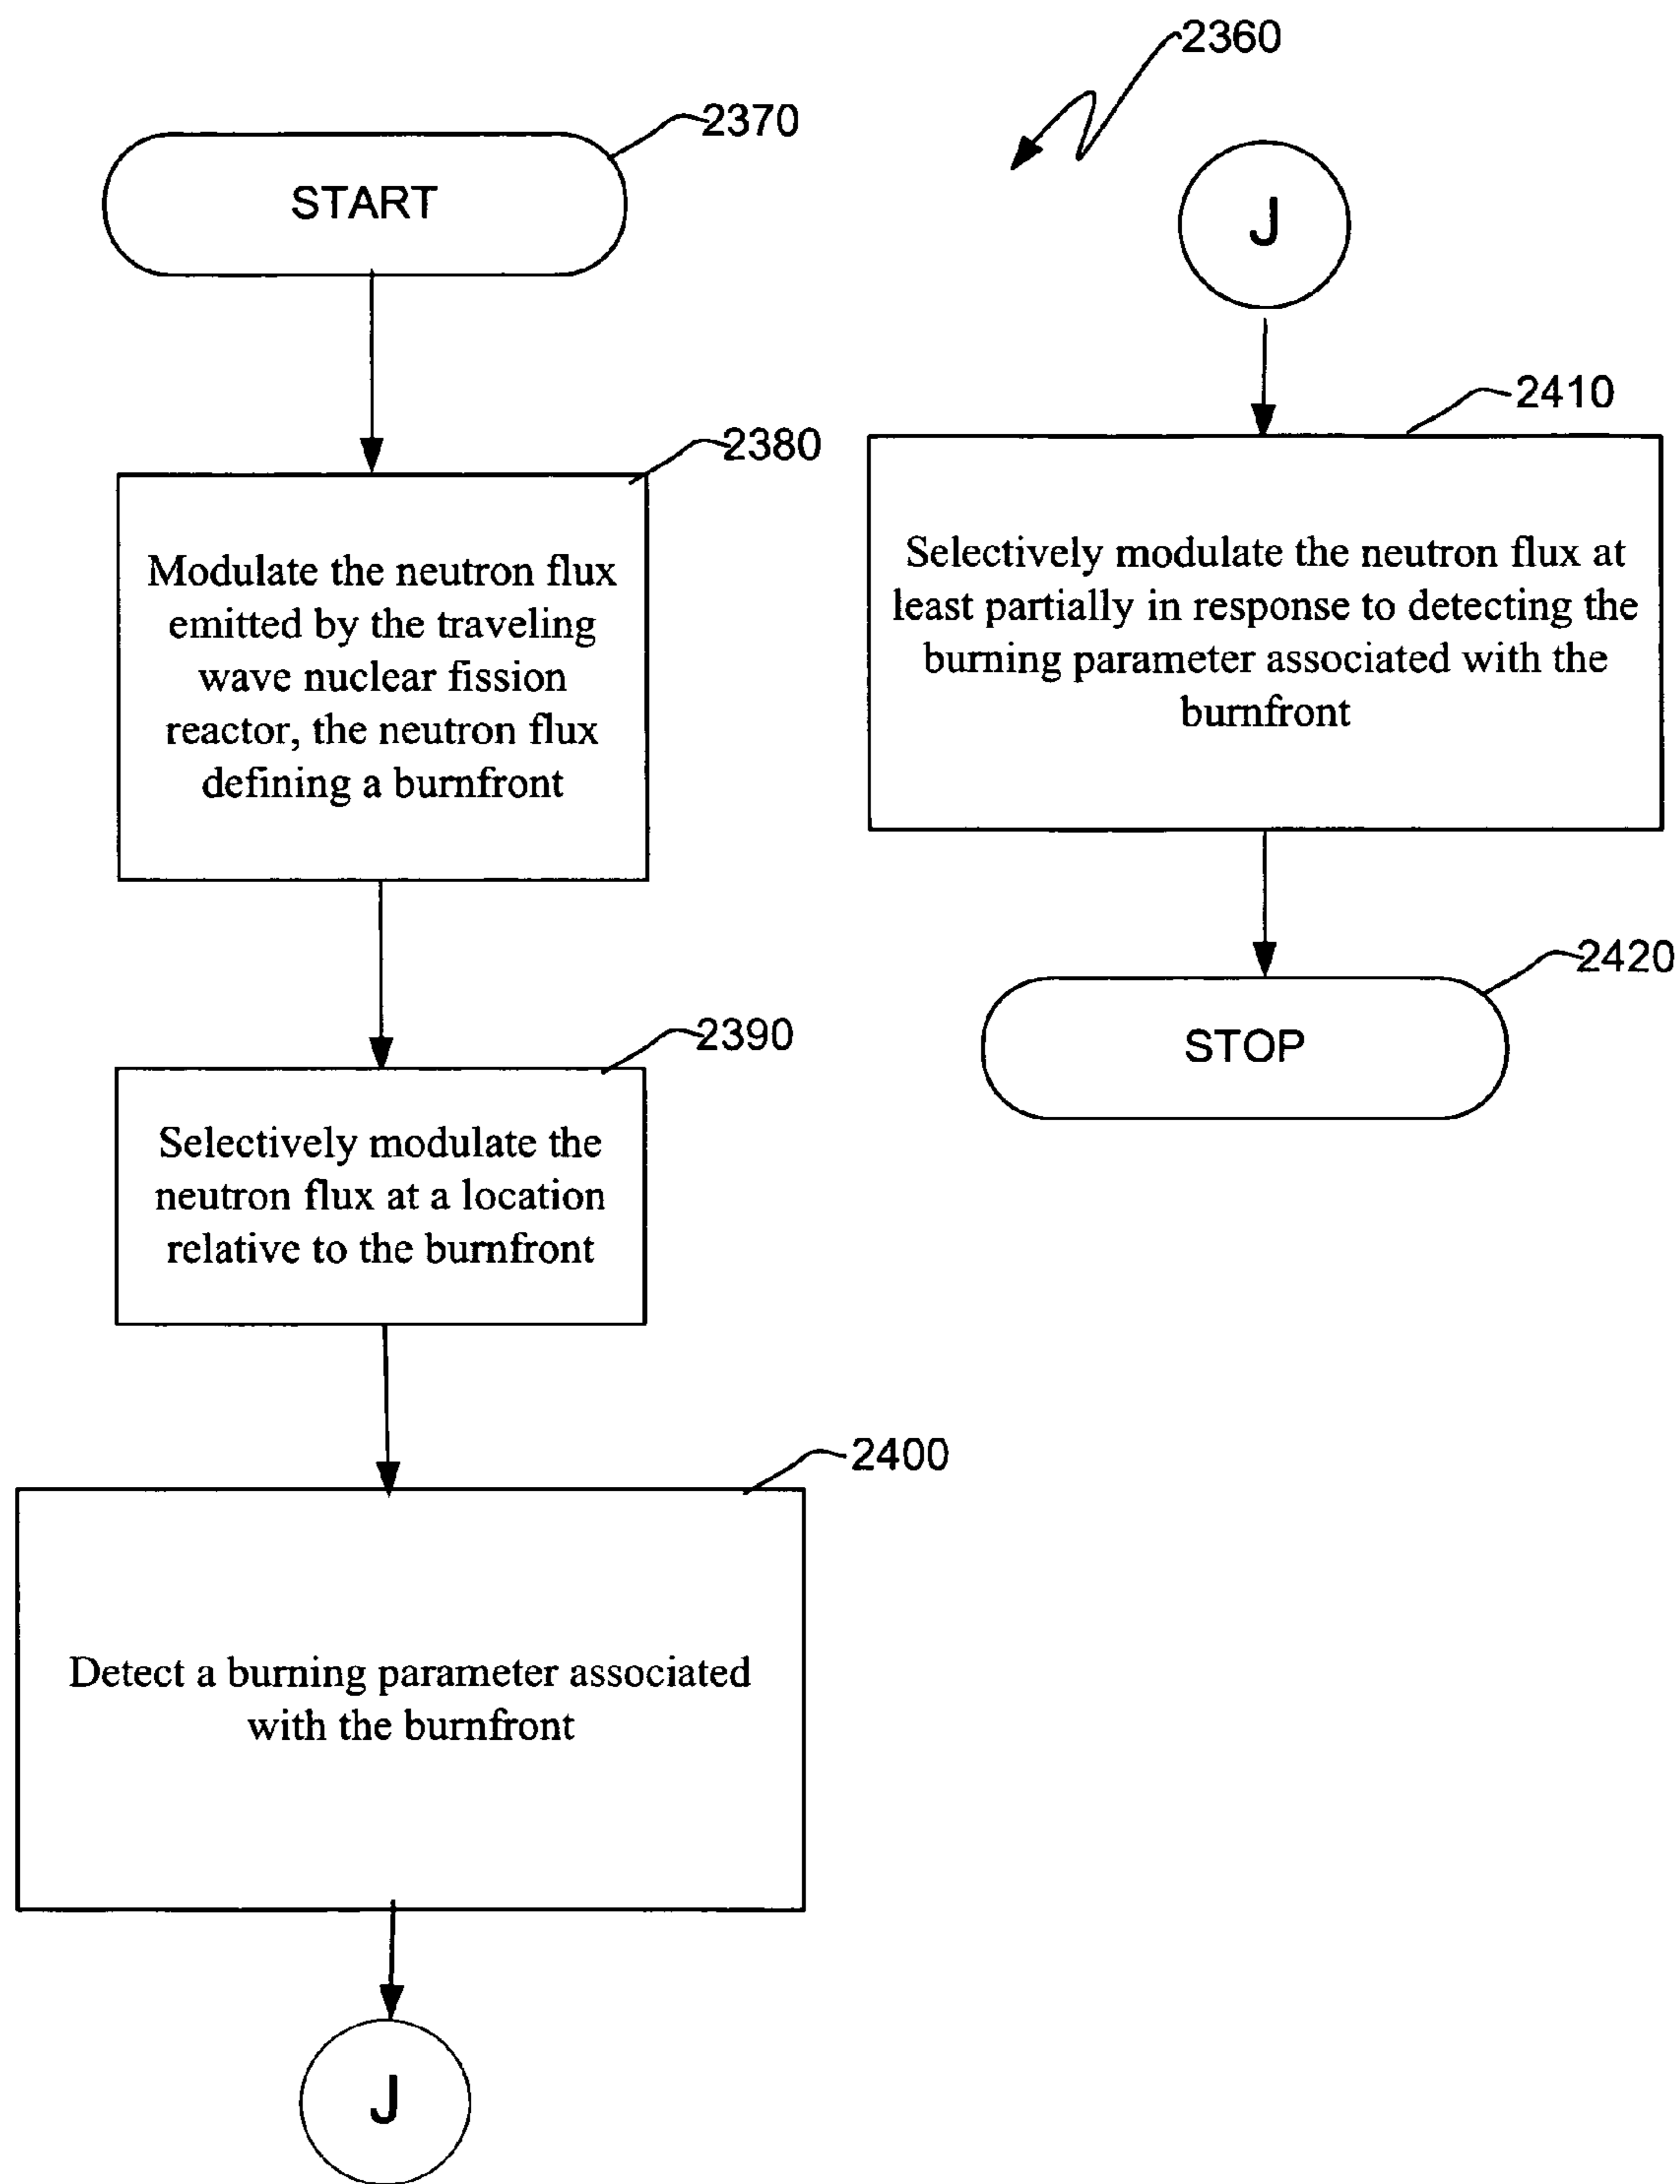 2370
START
2380
Modulate the neutron flux
emitted by the traveling
wave nuclear fission
reactor, the neutron flux
defining a burnfront
2390
Selectively modulate the
neutron flux at a location
relative to the burnfront
2400
Detect a burning parameter associated
with the burnfront
J
2360
J
2410
Selectively modulate the neutron flux at
least partially in response to detecting the
burning parameter associated with the
burnfront
2420
STOP